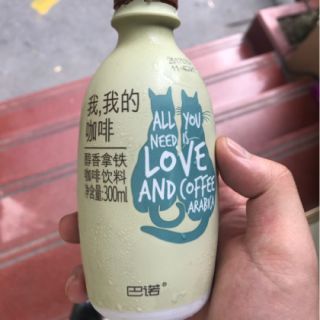 我，我的
咖啡
醇香拿铁
咖啡饮料
净含量:300ml
ALL YOU
NEED IS
LOVE
AND COFFEE
ARABICA
巴诺®